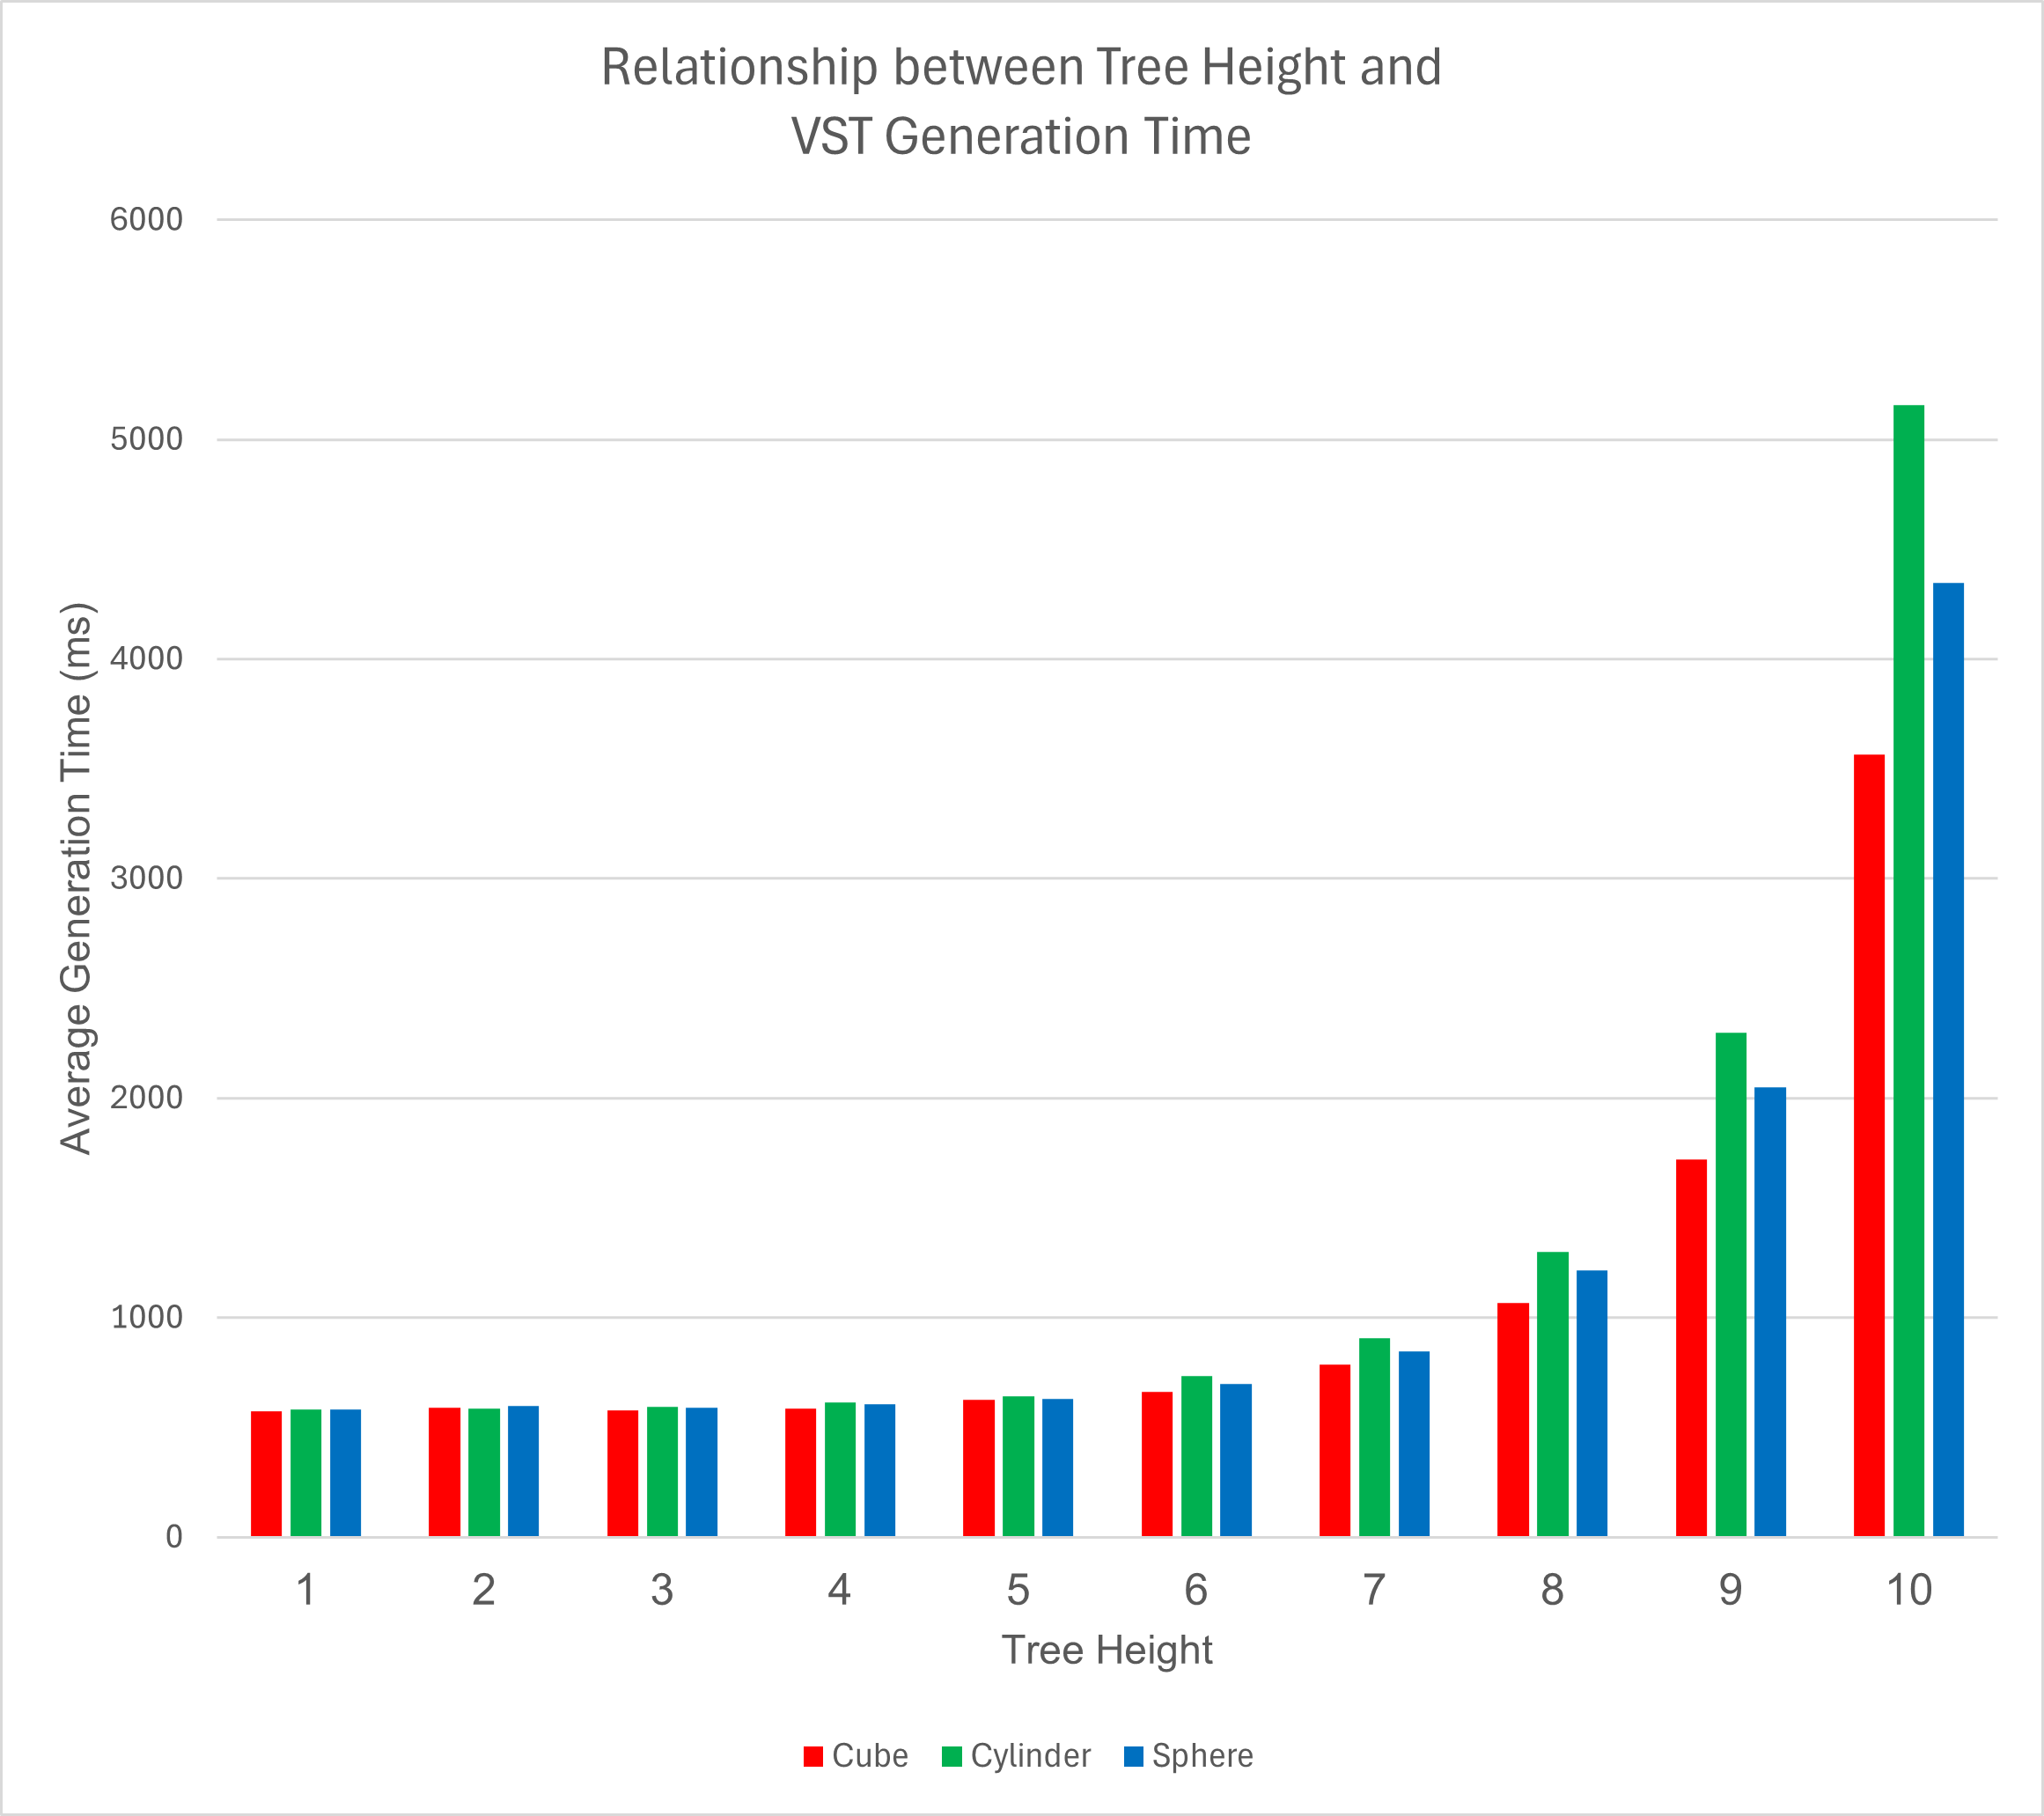 Relationship between Tree Height and
VST Generation Time
6000
5000
4000
3000
2000
1000
0
Average Generation Time (ms)
1 2 3 4 5 6 7 8 9 10
Tree Height
Cube Cylinder Sphere